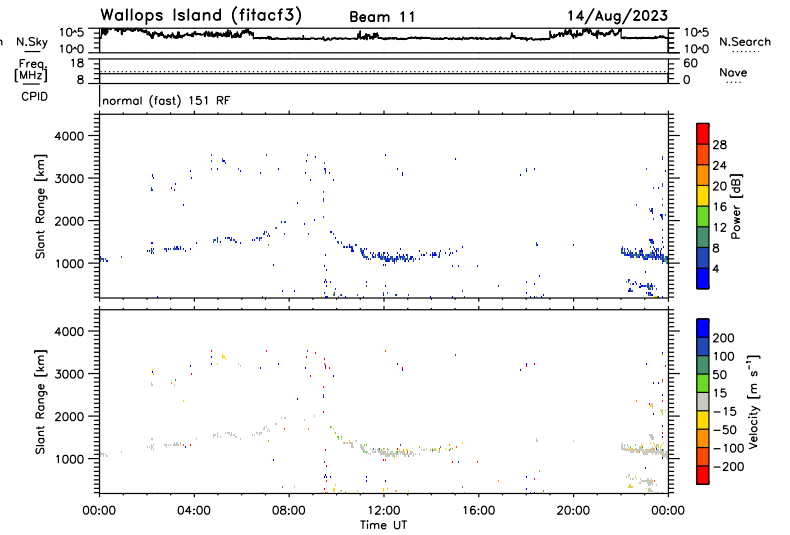 Wallops Island (fitacf3) Beam 11 14/Aug/2023
n N.Sky 10^5 10^0 10^5 10^0 N.Search
Freq. [MHz] 18 8 60 0 Nave
CPID normal (fast) 151 RF
Slant Range [km]
4000
3000
2000
1000
Power [dB]
28
24
20
16
12
8
4
Slant Range [km]
4000
3000
2000
1000
Velocity [m s⁻¹]
200
100
50
15
-15
-50
-100
-200
00:00 04:00 08:00 12:00 16:00 20:00 00:00
Time UT